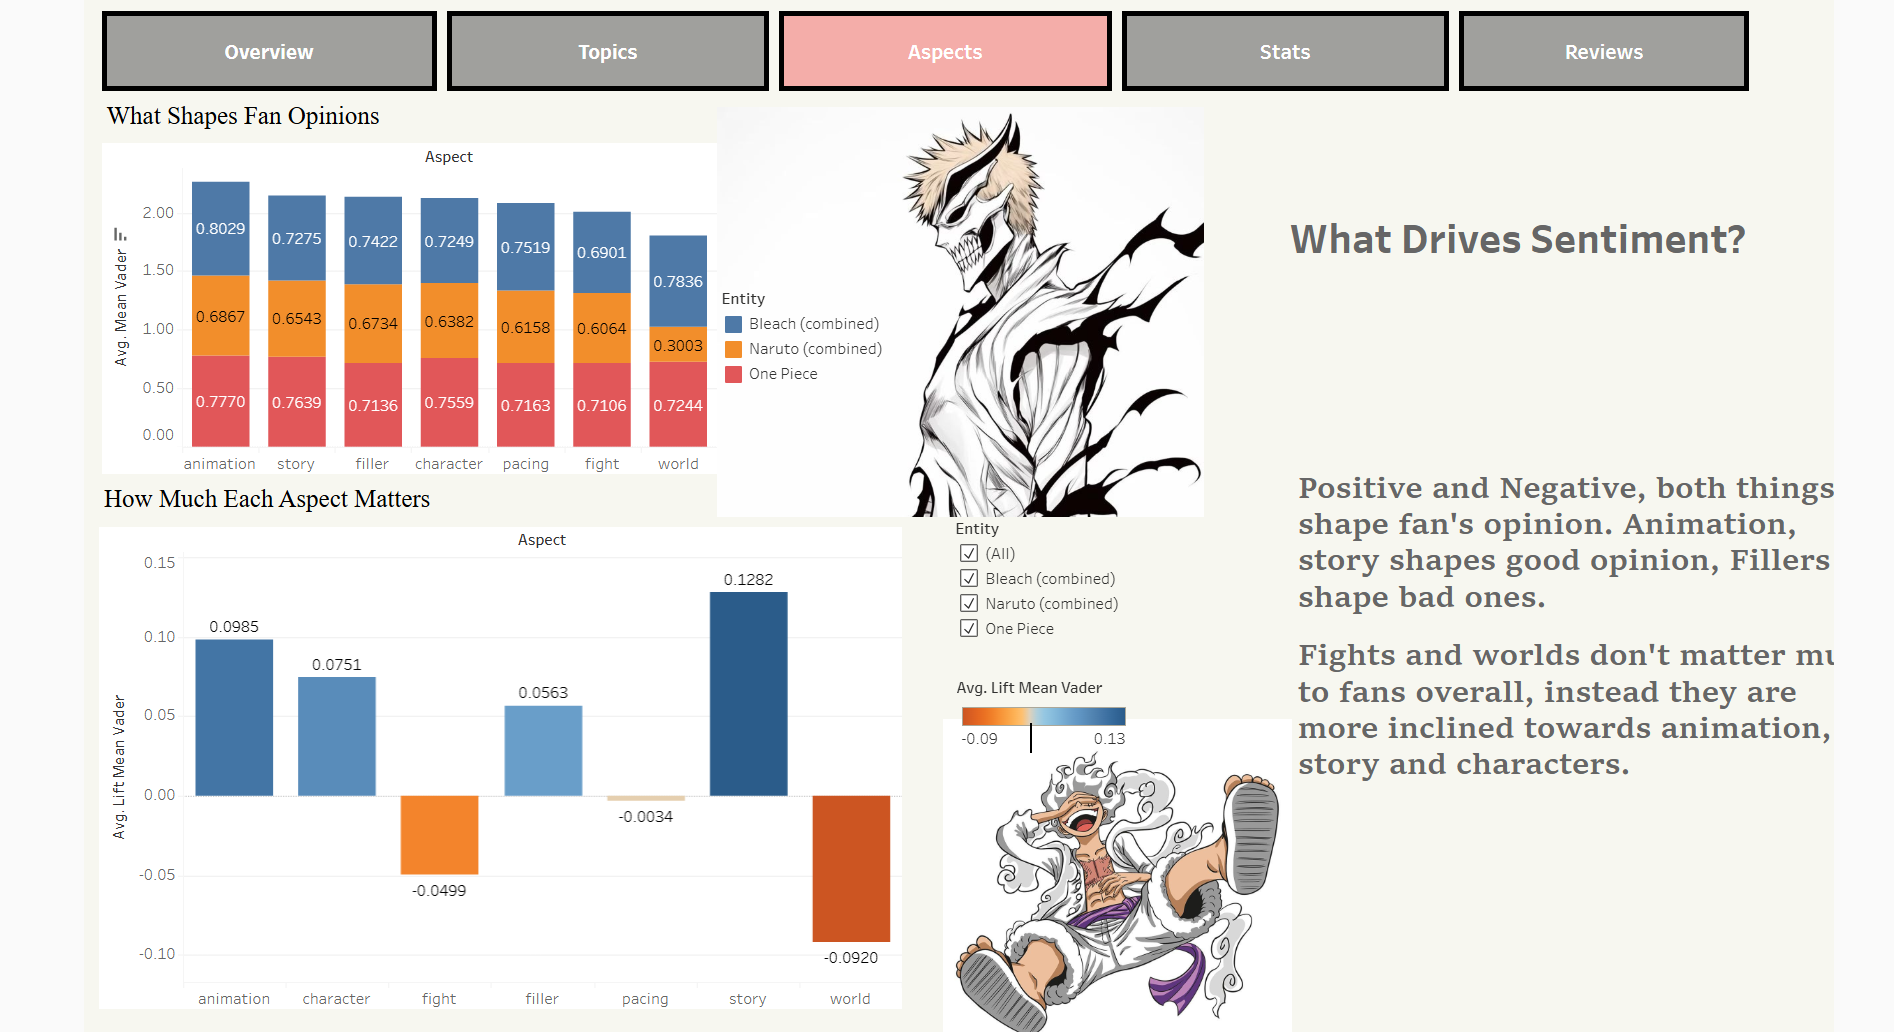 Overview
Topics
Aspects
Stats
Reviews
What Shapes Fan Opinions
Aspect
Avg. Mean Vader
2.00
1.50
1.00
0.50
0.00
0.8029
0.7275
0.7422
0.7249
0.7519
0.6901
0.7836
0.6867
0.6543
0.6734
0.6382
0.6158
0.6064
0.3003
0.7770
0.7639
0.7136
0.7559
0.7163
0.7106
0.7244
animation
story
filler
character
pacing
fight
world
Entity
Bleach (combined)
Naruto (combined)
One Piece
What Drives Sentiment?
How Much Each Aspect Matters
Aspect
Avg. Lift Mean Vader
0.15
0.10
0.05
0.00
-0.05
-0.10
0.0985
0.0751
-0.0499
0.0563
-0.0034
0.1282
-0.0920
animation
character
fight
filler
pacing
story
world
Entity
(All)
Bleach (combined)
Naruto (combined)
One Piece
Avg. Lift Mean Vader
-0.09
0.13
Positive and Negative, both things
shape fan's opinion. Animation,
story shapes good opinion, Fillers
shape bad ones.
Fights and worlds don't matter mu
to fans overall, instead they are
more inclined towards animation,
story and characters.